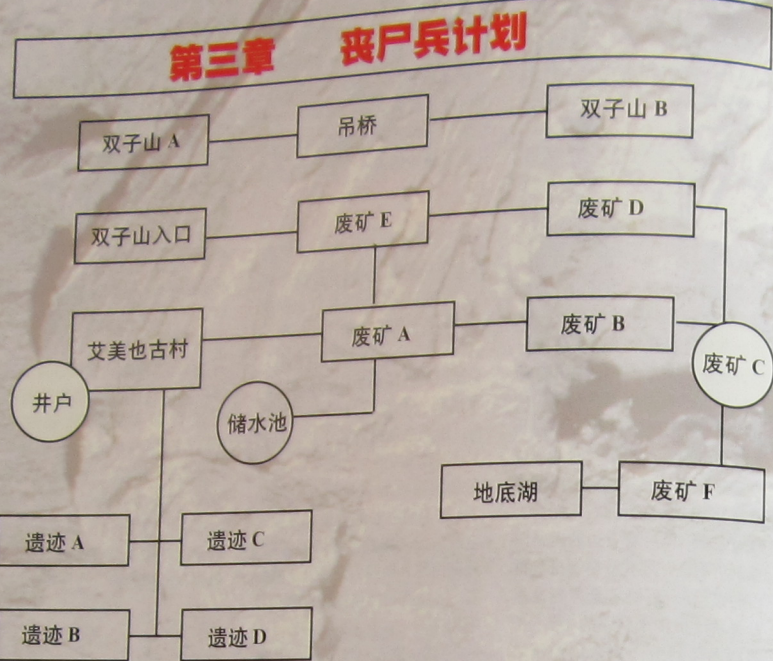 第三章 丧尸兵计划
双子山 A 吊桥 双子山 B
双子山入口 废矿 E 废矿 D
艾美也古村 废矿 A 废矿 B 废矿 C
井户 储水池
地底湖 废矿 F
遗迹 A 遗迹 C
遗迹 B 遗迹 D